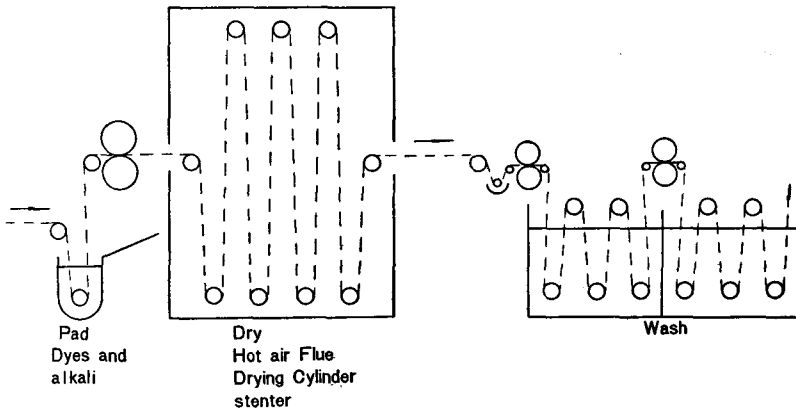 Pad
Dyes and
alkali
Dry
Hot air Flue
Drying Cylinder
stenter
Wash